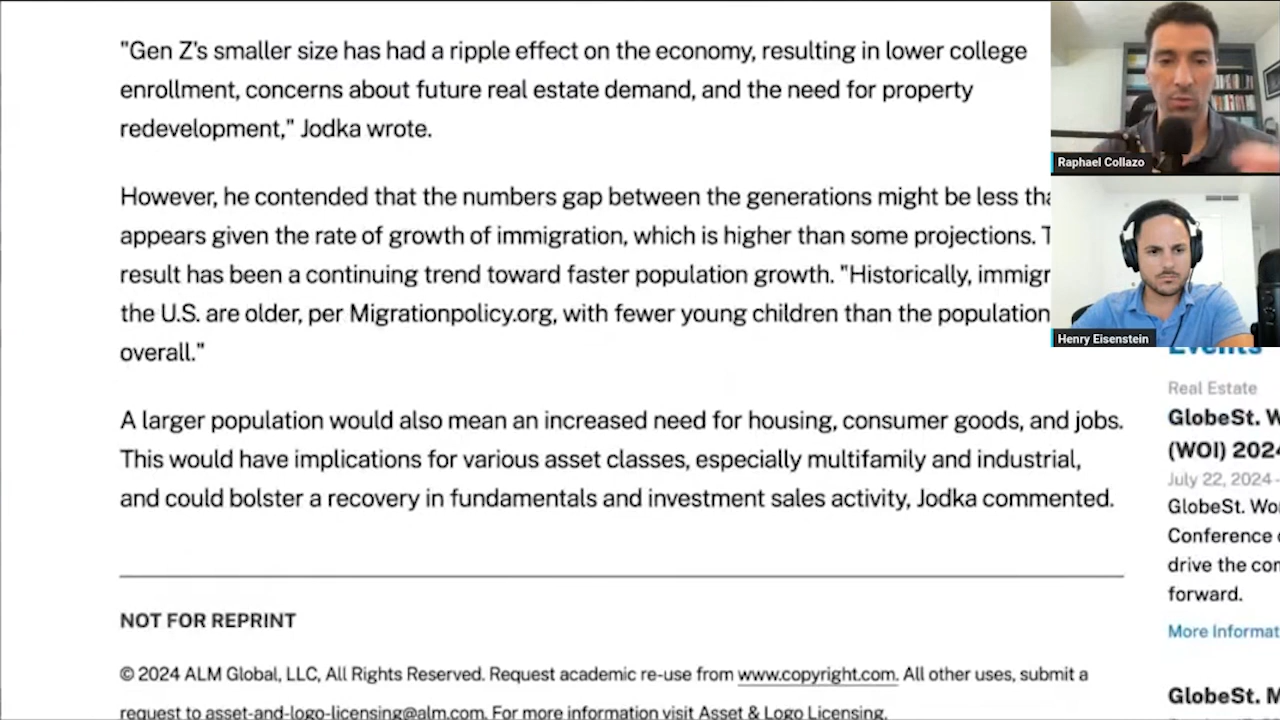 "Gen Z's smaller size has had a ripple effect on the economy, resulting in lower college
enrollment, concerns about future real estate demand, and the need for property
redevelopment," Jodka wrote.
However, he contended that the numbers gap between the generations might be less
appears given the rate of growth of immigration, which is higher than some projections.
result has been a continuing trend toward faster population growth. "Historically,
the U.S. are older, per Migrationpolicy.org, with fewer young children than the population
overall."
A larger population would also mean an increased need for housing, consumer goods, and jobs.
This would have implications for various asset classes, especially multifamily and industrial,
and could bolster a recovery in fundamentals and investment sales activity, Jodka commented.
NOT FOR REPRINT
© 2024 ALM Global, LLC, All Rights Reserved. Request academic re-use from www.copyright.com. All other uses, submit a
request to asset-and-logo-licensing@alm.com. For more information visit Asset & Logo Licensing.
Raphael Collazo
Henry Eisenstein
Events
Real Estate
GlobeSt.
(WOI) 2024
July 22, 2024 -
GlobeSt.
Conference
drive the
forward.
More
GlobeSt.